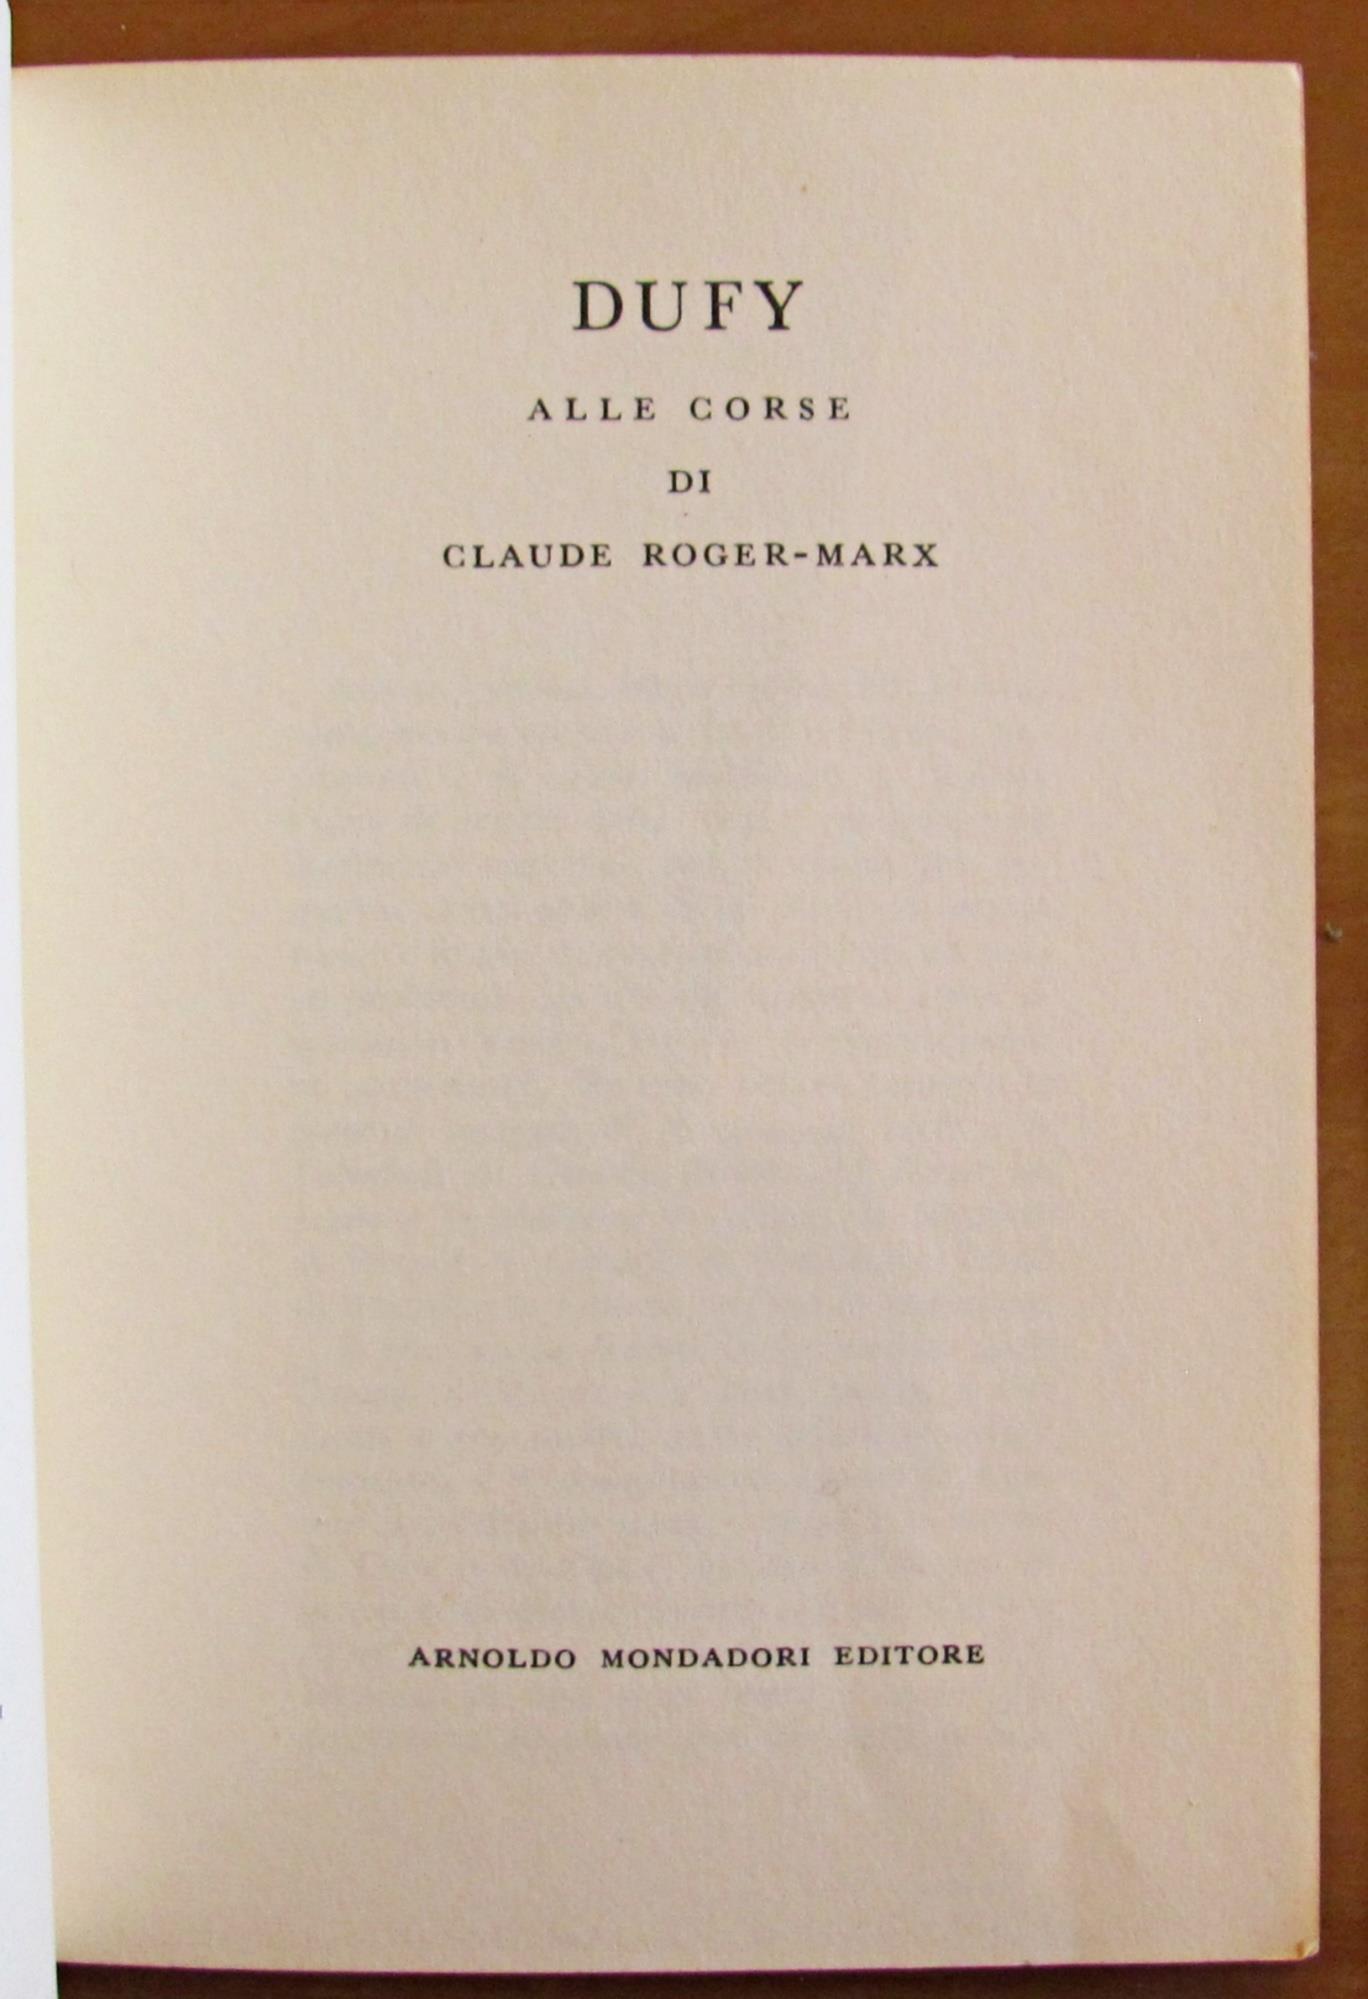 DUFY
ALLE CORSE
DI
CLAUDE ROGER-MARX
ARNOLDO MONDADORI EDITORE